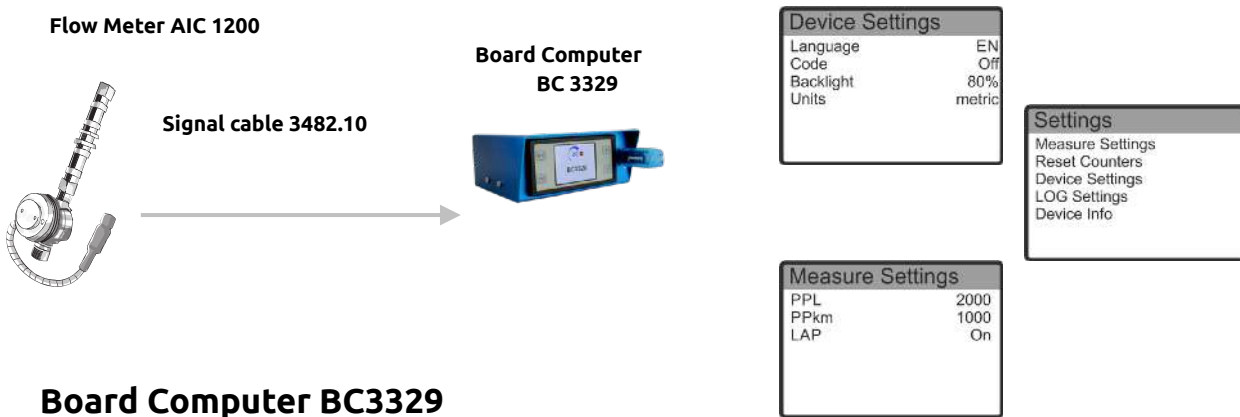 Flow Meter AIC 1200
Signal cable 3482.10
Board Computer
BC 3329
BC3329
Device Settings
Language EN
Code Off
Backlight 80%
Units metric
Settings
Measure Settings
Reset Counters
Device Settings
LOG Settings
Device Info
Measure Settings
PPL 2000
PPkm 1000
LAP On
Board Computer BC3329